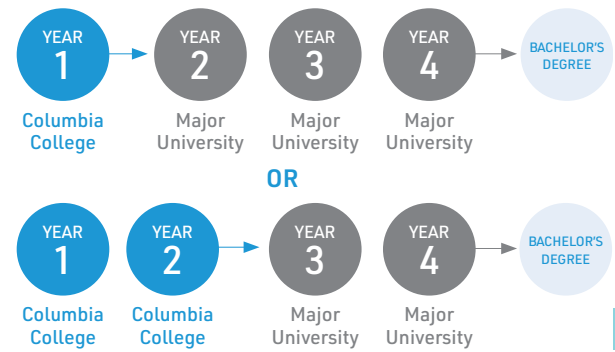 YEAR YEAR YEAR YEAR
1 2 3 4
BACHELOR'S
DEGREE
Columbia Major Major Major
College University University University
OR
YEAR YEAR YEAR YEAR
1 2 3 4
BACHELOR'S
DEGREE
Columbia Columbia Major Major
College College University University